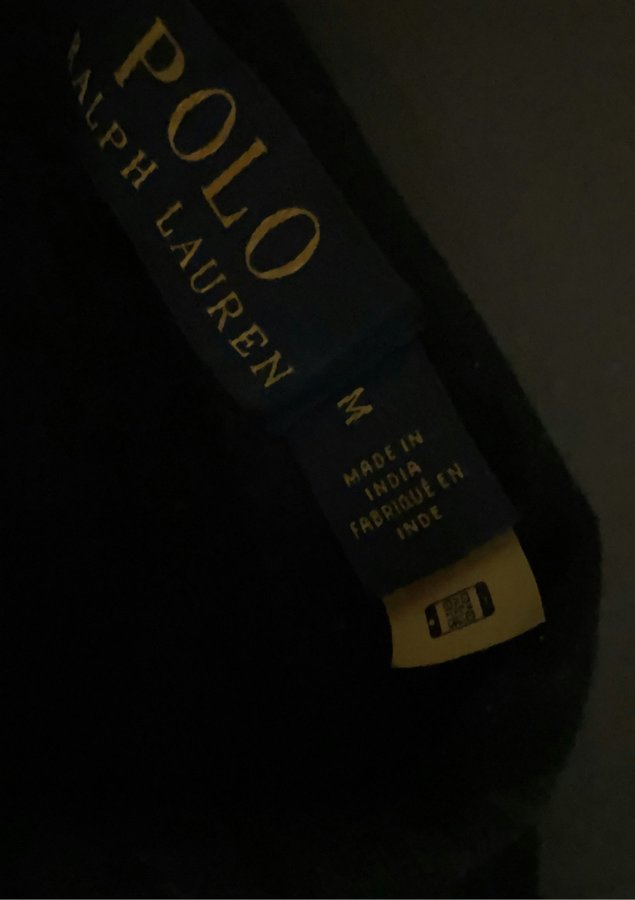 POLO
RALPH LAUREN
M
MADE IN
INDIA
FABRIQUÉ EN
INDE